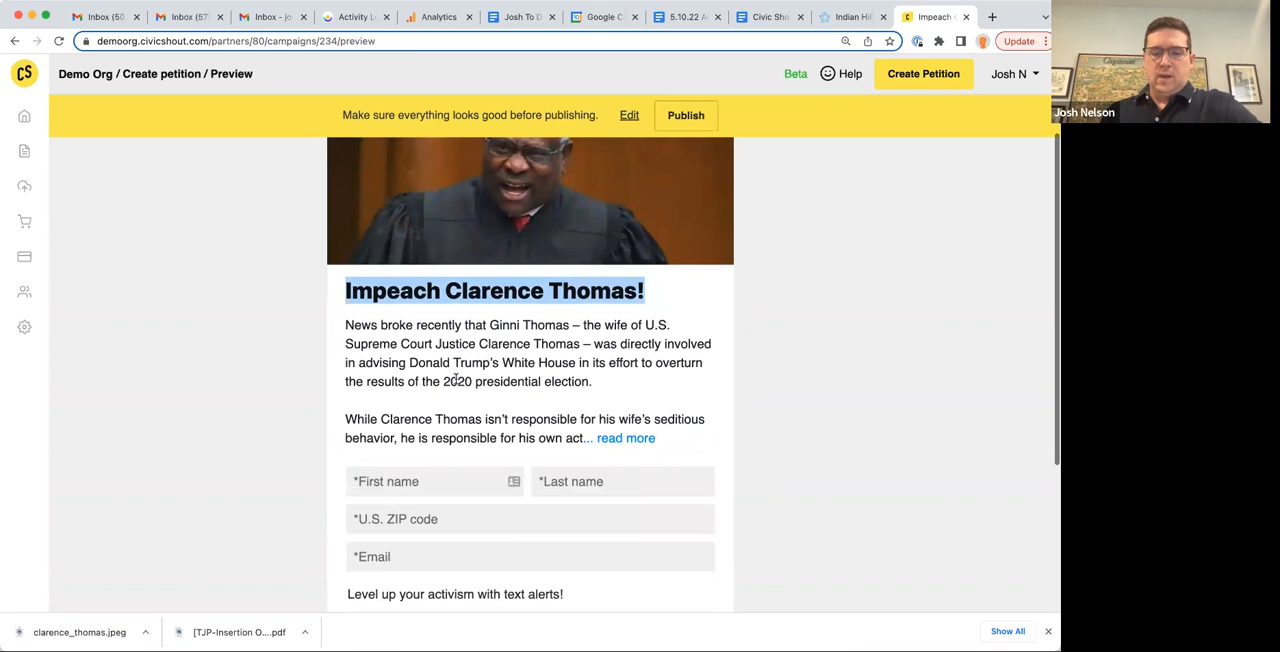 Inbox (50
Inbox (57
Inbox - jo
Activity L
Analytics
Josh To D
Google C
5.10.22 A
Civic Sho
Indian Hil
Impeach
demoorg.civicshout.com/partners/80/campaigns/234/preview
Update
CS
Demo Org / Create petition / Preview
Beta
Help
Create Petition
Josh N
Josh Nelson
Make sure everything looks good before publishing.
Edit
Publish
Impeach Clarence Thomas!
News broke recently that Ginni Thomas – the wife of U.S.
Supreme Court Justice Clarence Thomas – was directly involved
in advising Donald Trump's White House in its effort to overturn
the results of the 2020 presidential election.
While Clarence Thomas isn't responsible for his wife's seditious
behavior, he is responsible for his own act... read more
*First name
*Last name
*U.S. ZIP code
*Email
Level up your activism with text alerts!
clarence_thomas.jpeg
[TJP-Insertion O....pdf
Show All